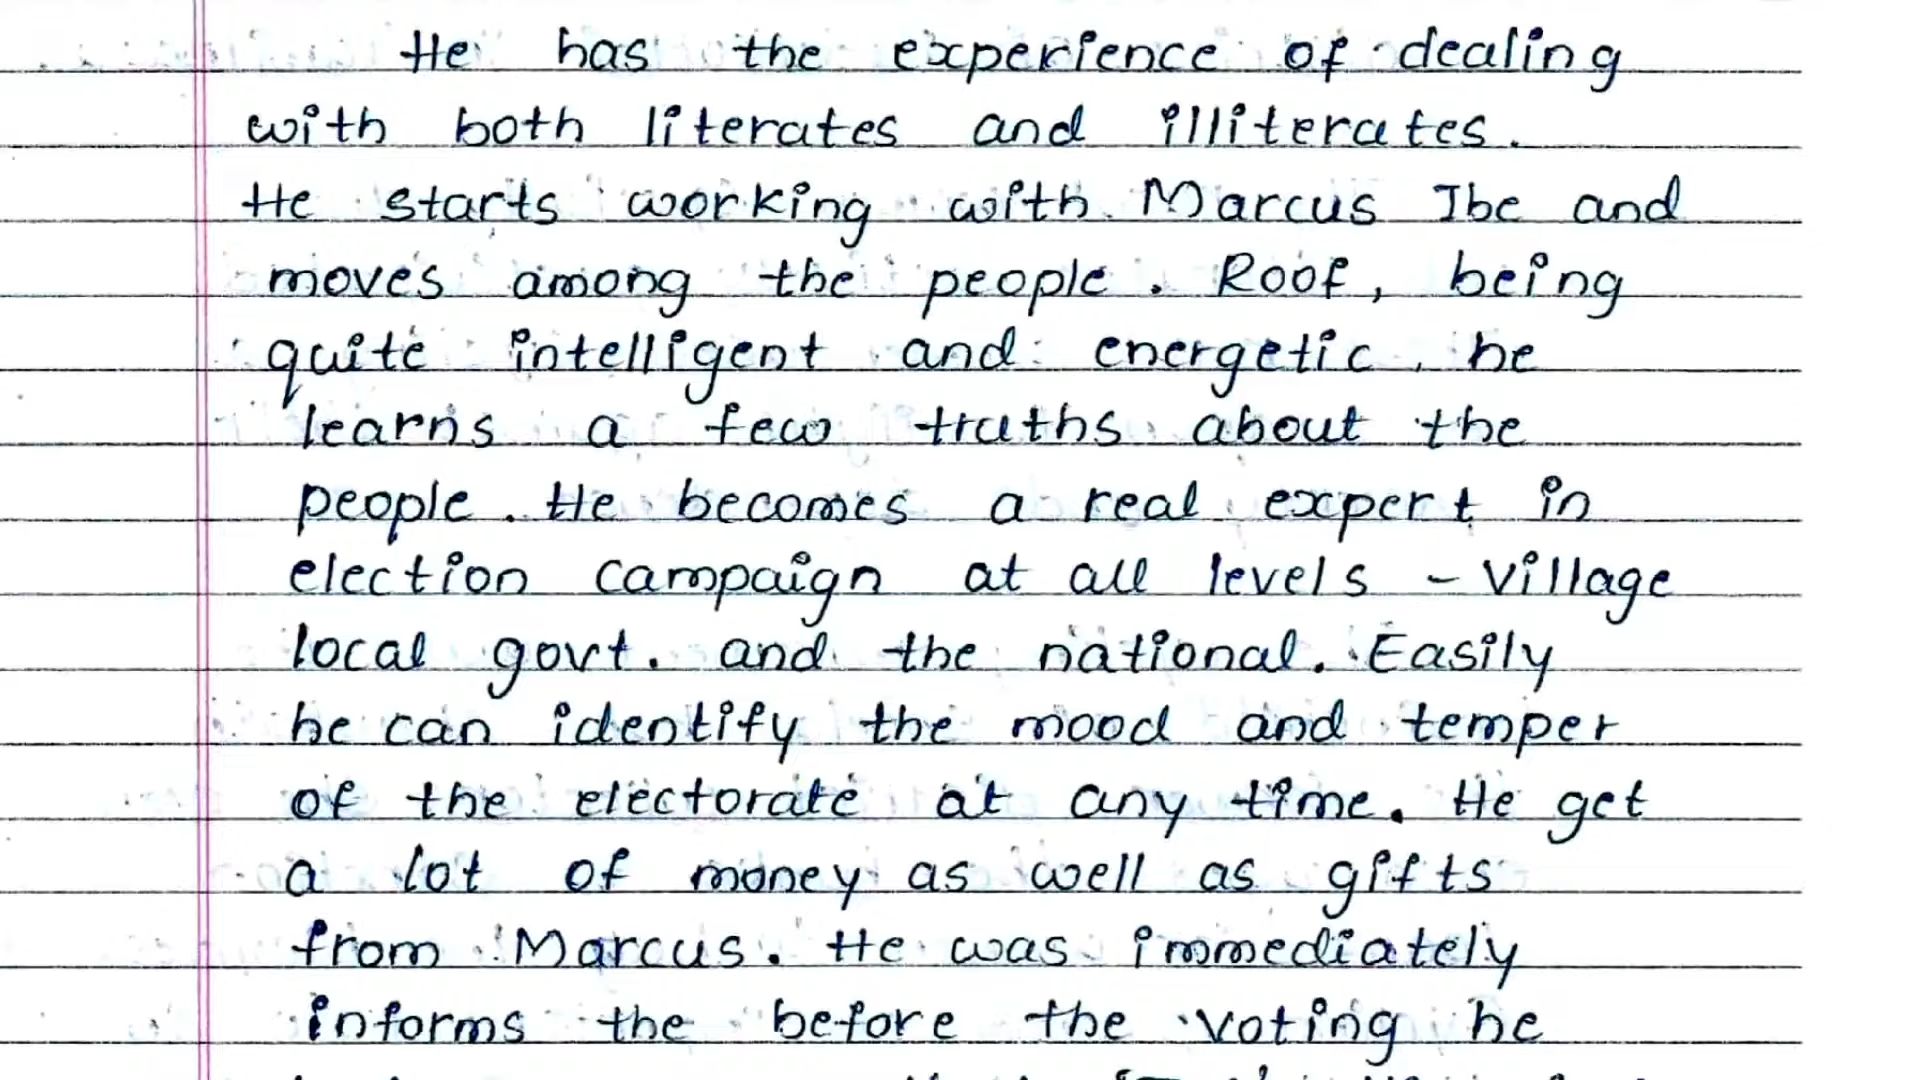 He has the experience of dealing
with both literates and illiterates.
He starts working with Marcus Ibe and
moves among the people. Roof, being
quite intelligent and energetic, he
learns a few truths about the
people. He becomes a real expert in
election campaign at all levels - village
local govt. and the national. Easily
he can identify the mood and temper
of the electorate at any time. He get
a lot of money as well as gifts
from Marcus. He was immediately
informs the before the voting he